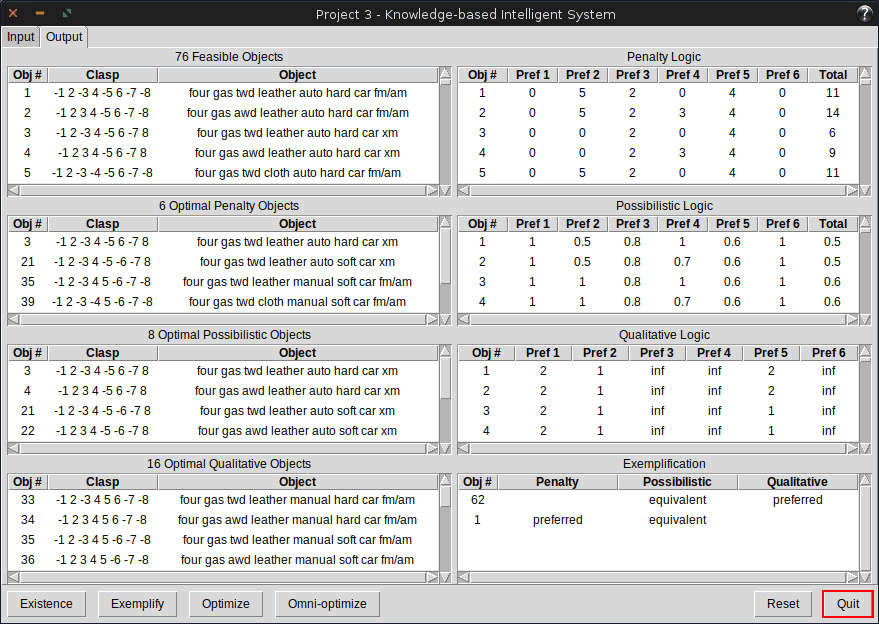 Project 3 - Knowledge-based Intelligent System
?
Input Output
76 Feasible Objects
Obj # Clasp Object
1 -1 2 -3 4 -5 6 -7 -8 four gas twd leather auto hard car fm/am
2 -1 2 3 4 -5 6 -7 -8 four gas awd leather auto hard car fm/am
3 -1 2 -3 4 -5 6 -7 8 four gas twd leather auto hard car xm
4 -1 2 3 4 -5 6 -7 8 four gas awd leather auto hard car xm
5 -1 2 -3 -4 -5 6 -7 -8 four gas twd cloth auto hard car fm/am
Penalty Logic
Obj # Pref 1 Pref 2 Pref 3 Pref 4 Pref 5 Pref 6 Total
1 0 5 2 0 4 0 11
2 0 5 2 3 4 0 14
3 0 0 2 0 4 0 6
4 0 0 2 3 4 0 9
5 0 5 2 0 4 0 11
6 Optimal Penalty Objects
Obj # Clasp Object
3 -1 2 -3 4 -5 6 -7 8 four gas twd leather auto hard car xm
21 -1 2 -3 4 -5 -6 -7 8 four gas twd leather auto soft car xm
35 -1 2 -3 4 5 -6 -7 -8 four gas twd leather manual soft car fm/am
39 -1 2 -3 -4 5 -6 -7 -8 four gas twd cloth manual soft car fm/am
Possibilistic Logic
Obj # Pref 1 Pref 2 Pref 3 Pref 4 Pref 5 Pref 6 Total
1 1 0.5 0.8 1 0.6 1 0.5
2 1 0.5 0.8 0.7 0.6 1 0.5
3 1 1 0.8 1 0.6 1 0.6
4 1 1 0.8 0.7 0.6 1 0.6
8 Optimal Possibilistic Objects
Obj # Clasp Object
3 -1 2 -3 4 -5 6 -7 8 four gas twd leather auto hard car xm
4 -1 2 3 4 -5 6 -7 8 four gas awd leather auto hard car xm
21 -1 2 -3 4 -5 -6 -7 8 four gas twd leather auto soft car xm
22 -1 2 3 4 -5 -6 -7 8 four gas awd leather auto soft car xm
Qualitative Logic
Obj # Pref 1 Pref 2 Pref 3 Pref 4 Pref 5 Pref 6
1 2 1 inf inf 2 inf
2 2 1 inf inf 2 inf
3 2 1 inf inf 1 inf
4 2 1 inf inf 1 inf
16 Optimal Qualitative Objects
Obj # Clasp Object
33 -1 2 -3 4 5 6 -7 -8 four gas twd leather manual hard car fm/am
34 -1 2 3 4 5 6 -7 -8 four gas awd leather manual hard car fm/am
35 -1 2 -3 4 5 -6 -7 -8 four gas twd leather manual soft car fm/am
36 -1 2 3 4 5 -6 -7 -8 four gas awd leather manual soft car fm/am
Exemplification
Obj # Penalty Possibilistic Qualitative
62 equivalent preferred
1 preferred equivalent
Existence Exemplify Optimize Omni-optimize Reset Quit